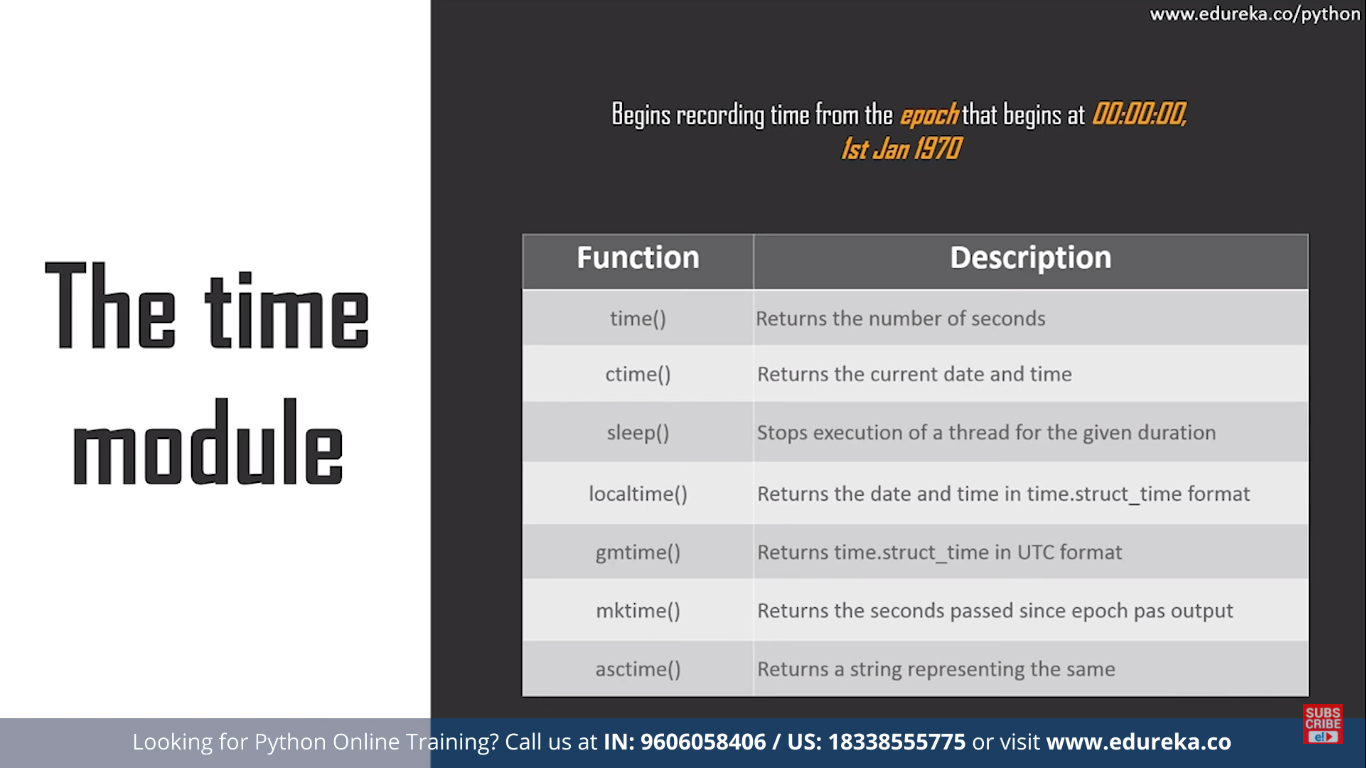 www.edureka.co/python
Begins recording time from the epoch that begins at 00:00:00,
1st Jan 1970
The time
module
Function Description
time() Returns the number of seconds
ctime() Returns the current date and time
sleep() Stops execution of a thread for the given duration
localtime() Returns the date and time in time.struct_time format
gmtime() Returns time.struct_time in UTC format
mktime() Returns the seconds passed since epoch pas output
asctime() Returns a string representing the same
SUBS
CRIBE
e!
Looking for Python Online Training? Call us at IN: 9606058406 / US: 18338555775 or visit www.edureka.co